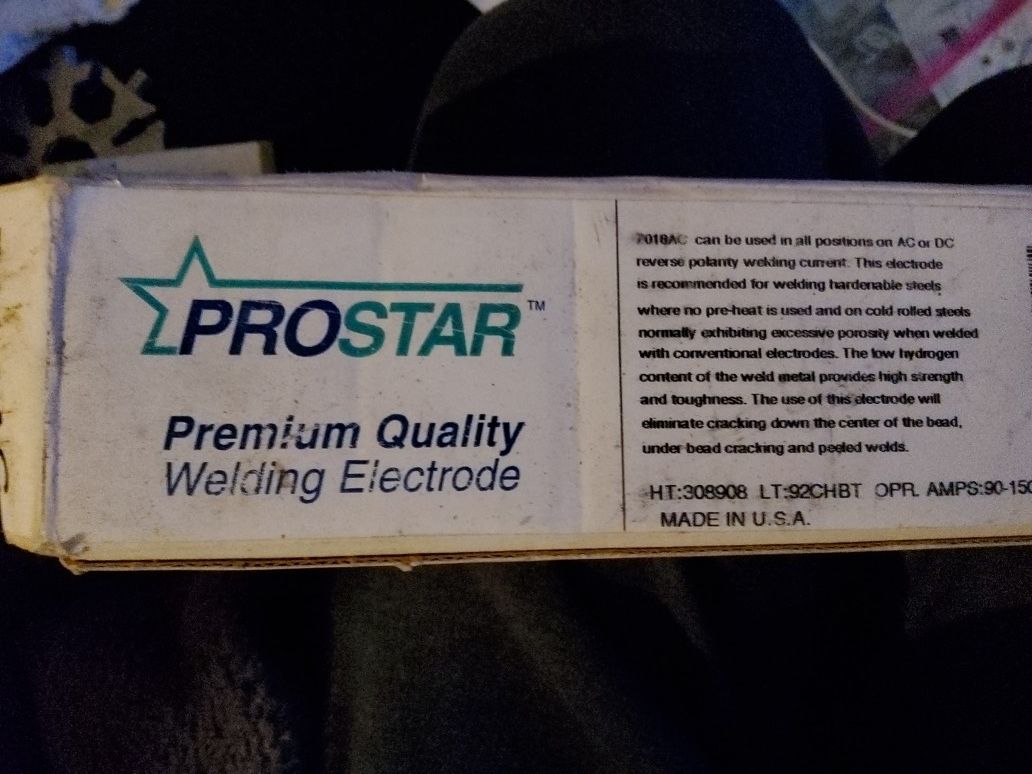 PROSTAR™
Premium Quality
Welding Electrode
7018AC can be used in all positions on AC or DC
reverse polarity welding current. This electrode
is recommended for welding hardenable steels
where no pre-heat is used and on cold rolled steels
normally exhibiting excessive porosity when welded
with conventional electrodes. The low hydrogen
content of the weld metal provides high strength
and toughness. The use of this electrode will
eliminate cracking down the center of the bead,
under bead cracking and peeled welds.
HT:308908 LT:92CHBT OPR. AMPS:90-150
MADE IN U.S.A.